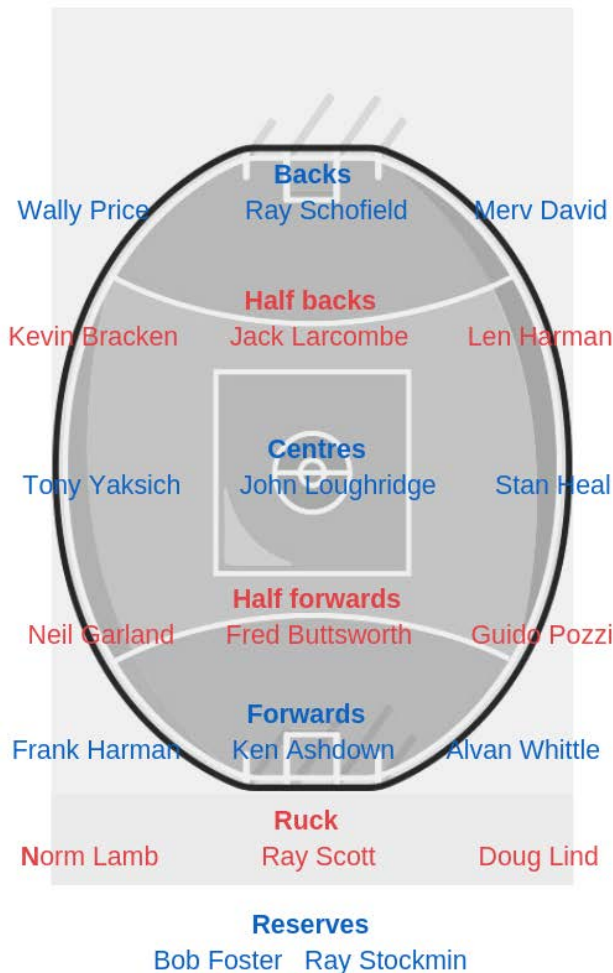 Backs
Wally Price Ray Schofield Merv David
Half backs
Kevin Bracken Jack Larcombe Len Harman
Centres
Tony Yaksich John Loughridge Stan Heal
Half forwards
Neil Garland Fred Buttsworth Guido Pozzi
Forwards
Frank Harman Ken Ashdown Alvan Whittle
Ruck
Norm Lamb Ray Scott Doug Lind
Reserves
Bob Foster Ray Stockmin